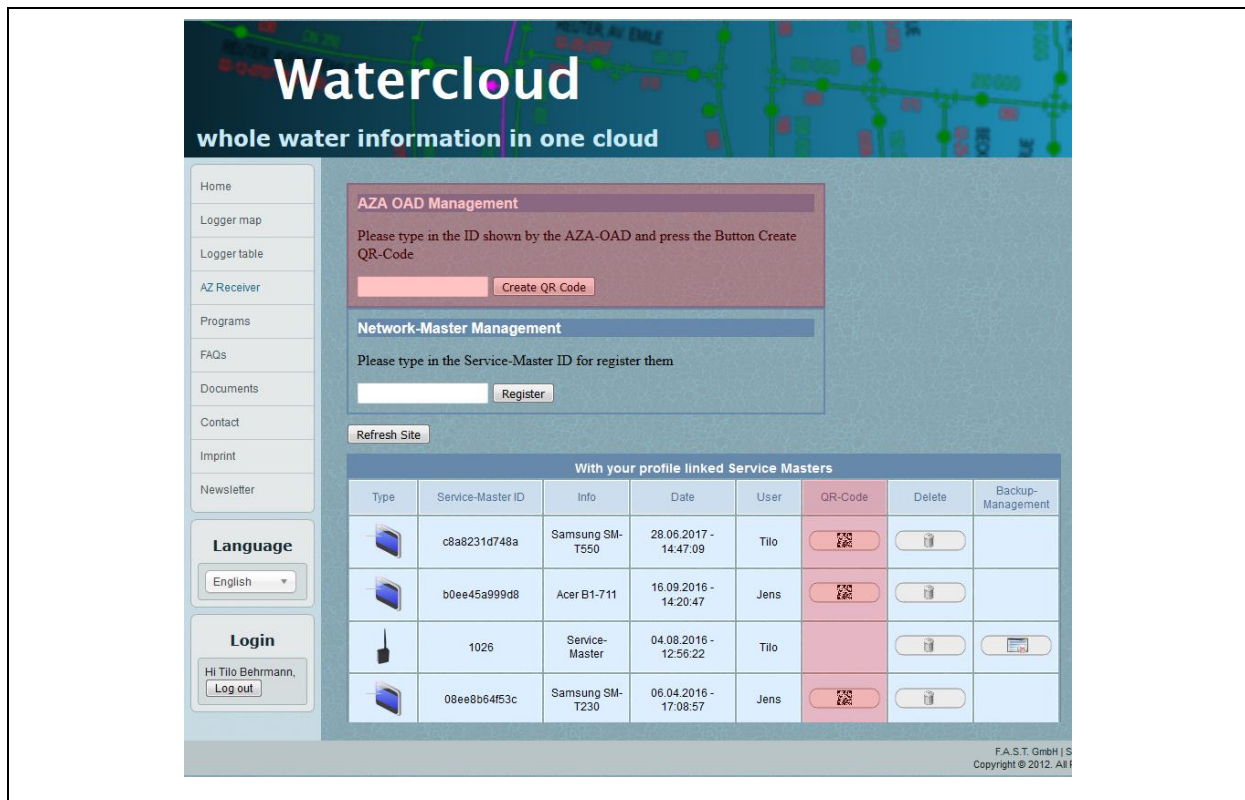 Watercloud
whole water information in one cloud
Home
Logger map
Logger table
AZ Receiver
Programs
FAQs
Documents
Contact
Imprint
Newsletter
Language
English
Login
Hi Tilo Behrmann,
Log out
AZA OAD Management
Please type in the ID shown by the AZA-OAD and press the Button Create
QR-Code
Create QR Code
Network-Master Management
Please type in the Service-Master ID for register them
Register
Refresh Site
With your profile linked Service Masters
Type Service-Master ID Info Date User QR-Code Delete Backup-
Management
c8a8231d748a Samsung SM- 28.06.2017 - Tilo
T550 14:47:09
b0ee45a999d8 Acer B1-711 16.09.2016 - Jens
14:20:47
1026 Service- 04.08.2016 - Tilo
Master 12:56:22
08ee8b64f53c Samsung SM- 06.04.2016 - Jens
T230 17:08:57
F.A.S.T. GmbH | S
Copyright © 2012. All